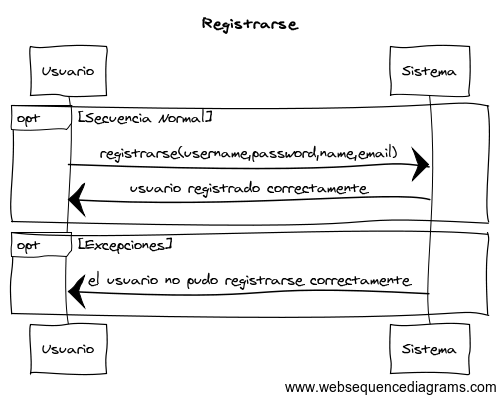 Registrarse
Usuario
Sistema
opt
[Secuencia Normal]
registrarse(username,password,name,email)
usuario registrado correctamente
opt
[Excepciones]
el usuario no pudo registrarse correctamente
Usuario
Sistema
www.websequencediagrams.com